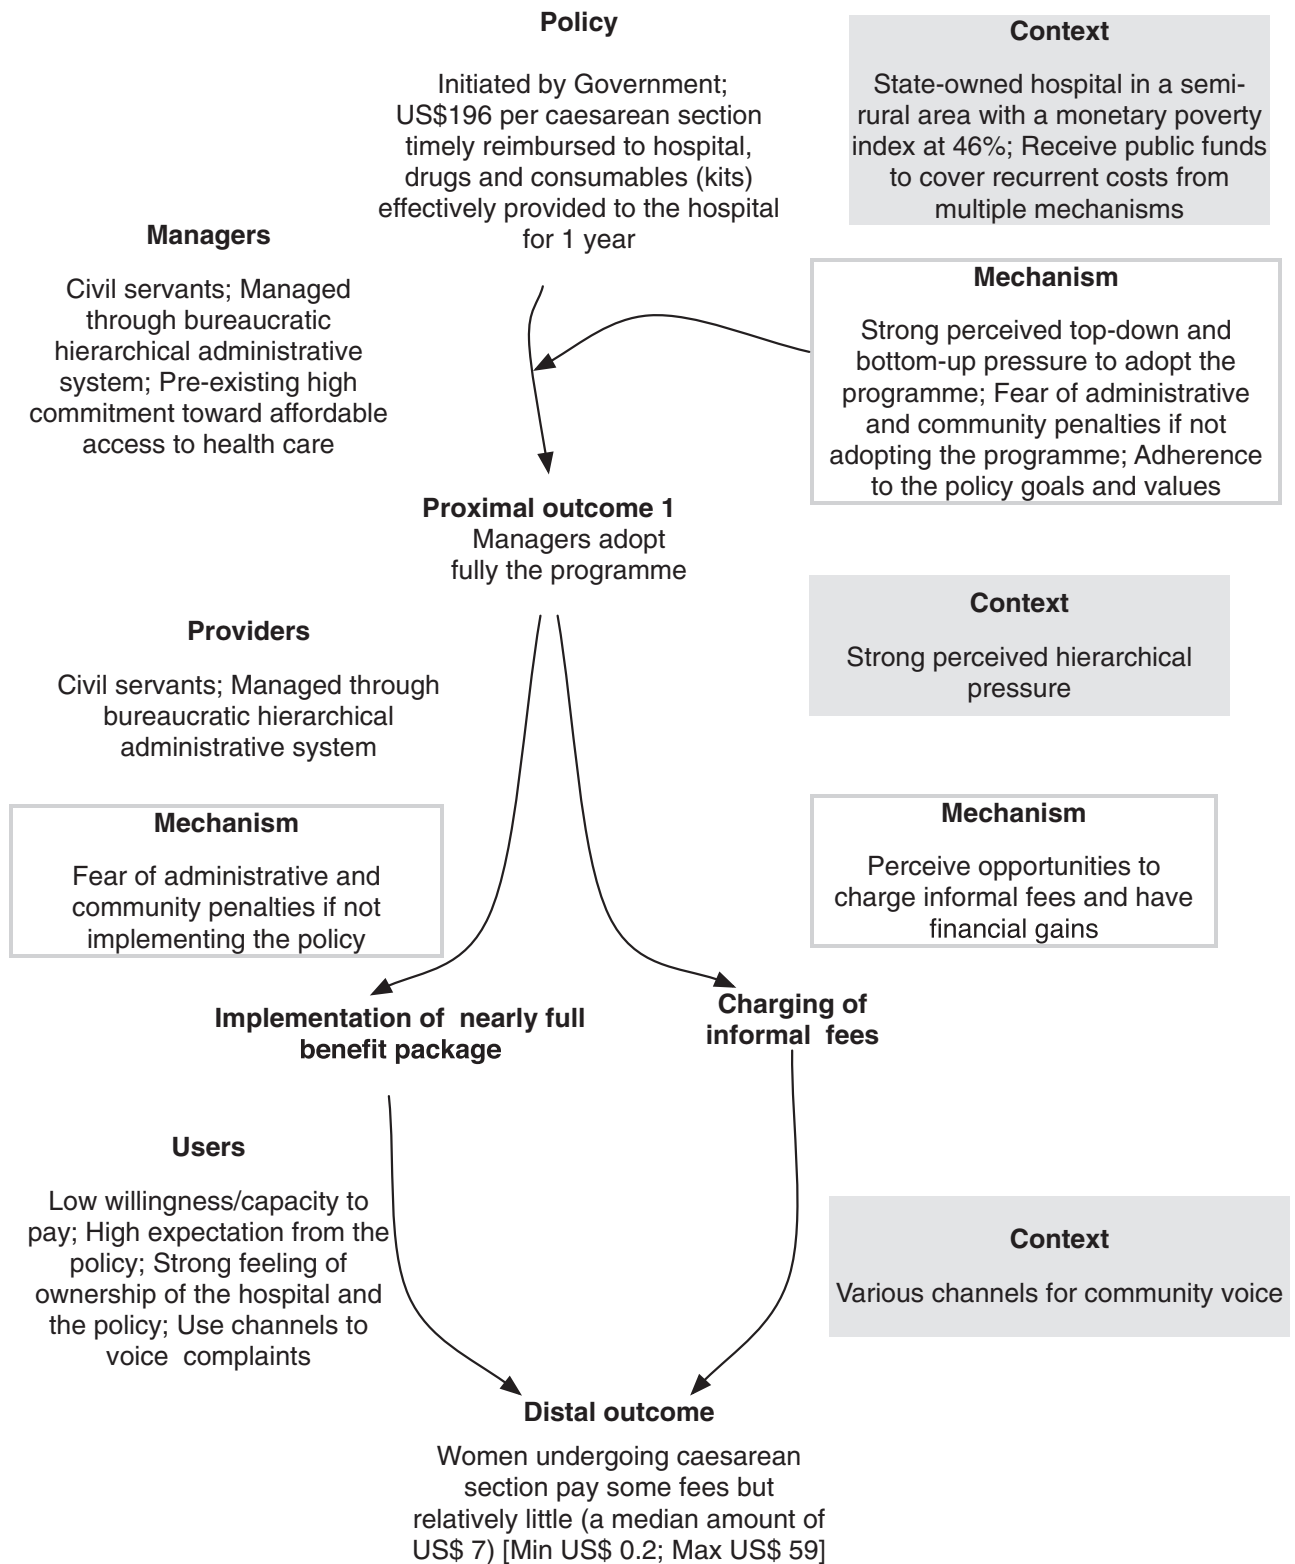 Policy
Initiated by Government;
US$196 per caesarean section
timely reimbursed to hospital,
drugs and consumables (kits)
effectively provided to the hospital
for 1 year
Context
State-owned hospital in a semi-
rural area with a monetary poverty
index at 46%; Receive public funds
to cover recurrent costs from
multiple mechanisms
Managers
Civil servants; Managed
through bureaucratic
hierarchical administrative
system; Pre-existing high
commitment toward affordable
access to health care
Mechanism
Strong perceived top-down and
bottom-up pressure to adopt the
programme; Fear of administrative
and community penalties if not
adopting the programme; Adherence
to the policy goals and values
Proximal outcome 1
Managers adopt
fully the programme
Context
Strong perceived hierarchical
pressure
Providers
Civil servants; Managed through
bureaucratic hierarchical
administrative system
Mechanism
Fear of administrative and
community penalties if not
implementing the policy
Mechanism
Perceive opportunities to
charge informal fees and have
financial gains
Implementation of nearly full
benefit package
Charging of
informal fees
Users
Low willingness/capacity to
pay; High expectation from the
policy; Strong feeling of
ownership of the hospital and
the policy; Use channels to
voice complaints
Context
Various channels for community voice
Distal outcome
Women undergoing caesarean
section pay some fees but
relatively little (a median amount of
US$ 7) [Min US$ 0.2; Max US$ 59]